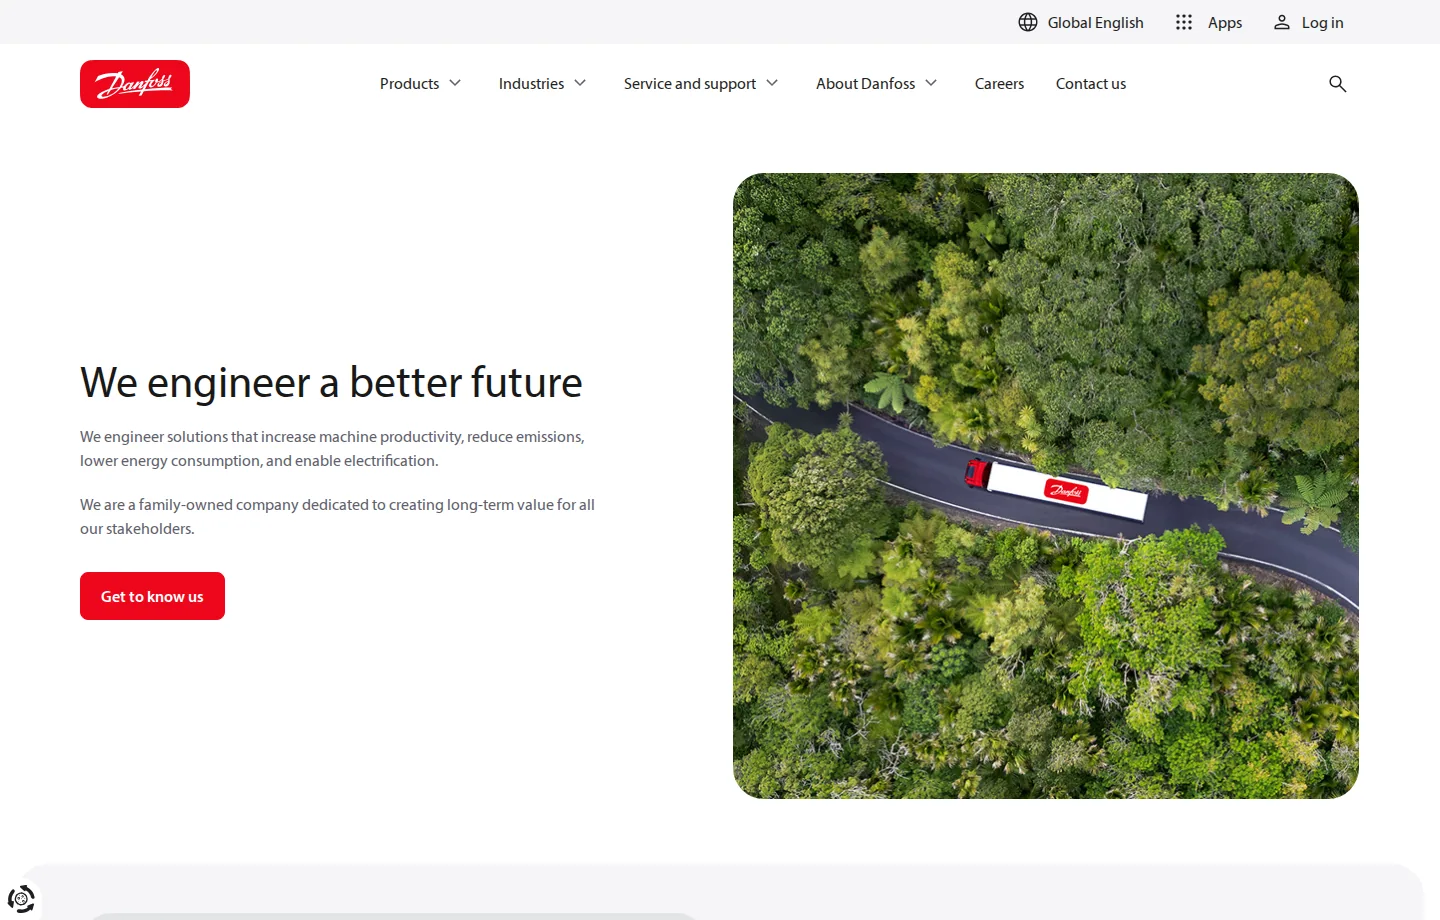 Global English
Apps
Log in
Danfoss
Products
Industries
Service and support
About Danfoss
Careers
Contact us
We engineer a better future
We engineer solutions that increase machine productivity, reduce emissions,
lower energy consumption, and enable electrification.
We are a family-owned company dedicated to creating long-term value for all
our stakeholders.
Get to know us
Danfoss